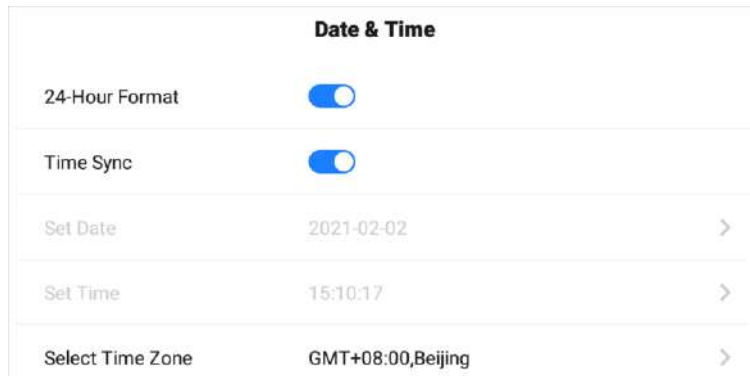 Date & Time
24-Hour Format
Time Sync
Set Date 2021-02-02
Set Time 15:10:17
Select Time Zone GMT+08:00,Beijing